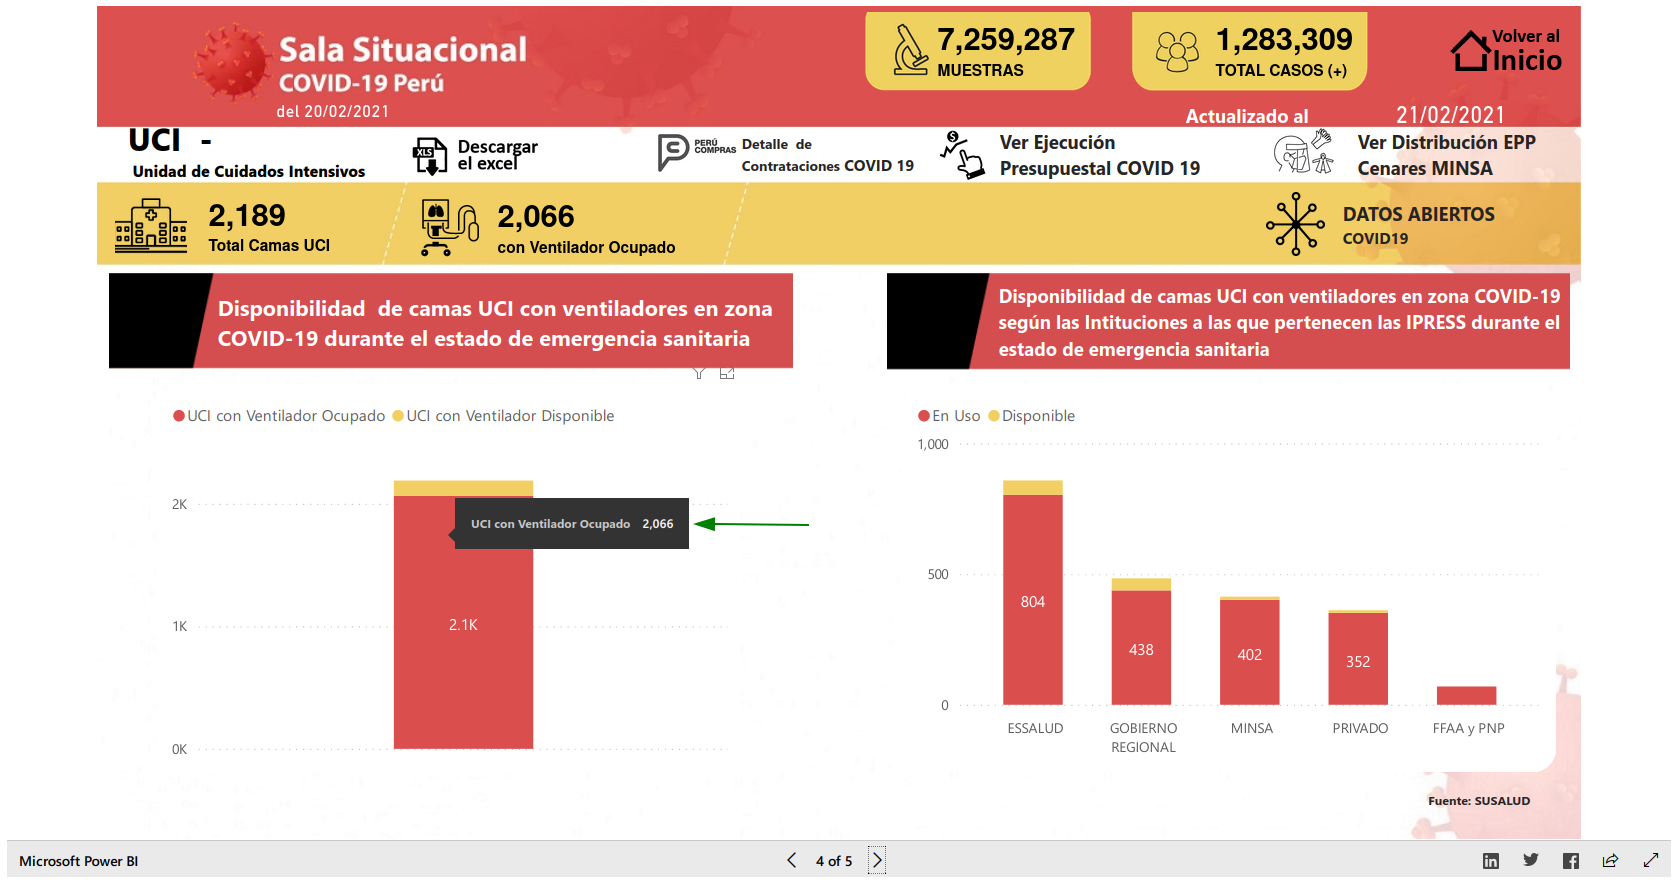 Sala Situacional
COVID-19 Perú
del 20/02/2021
7,259,287
MUESTRAS
1,283,309
TOTAL CASOS (+)
Volver al
Inicio
Actualizado al 21/02/2021
UCI -
Unidad de Cuidados Intensivos
XLS
Descargar
el excel
PERÚ
COMPRAS
Detalle de
Contrataciones COVID 19
$
Ver Ejecución
Presupuestal COVID 19
Ver Distribución EPP
Cenares MINSA
2,189
Total Camas UCI
2,066
con Ventilador Ocupado
DATOS ABIERTOS
COVID19
Disponibilidad de camas UCI con ventiladores en zona
COVID-19 durante el estado de emergencia sanitaria
UCI con Ventilador Ocupado UCI con Ventilador Disponible
2K
UCI con Ventilador Ocupado 2,066
1K
2.1K
0K
Disponibilidad de camas UCI con ventiladores en zona COVID-19
según las Intituciones a las que pertenecen las IPRESS durante el
estado de emergencia sanitaria
En Uso Disponible
1,000
500
0
804
438
402
352
ESSALUD
GOBIERNO
REGIONAL
MINSA
PRIVADO
FFAA y PNP
Fuente: SUSALUD
Microsoft Power BI
4 of 5